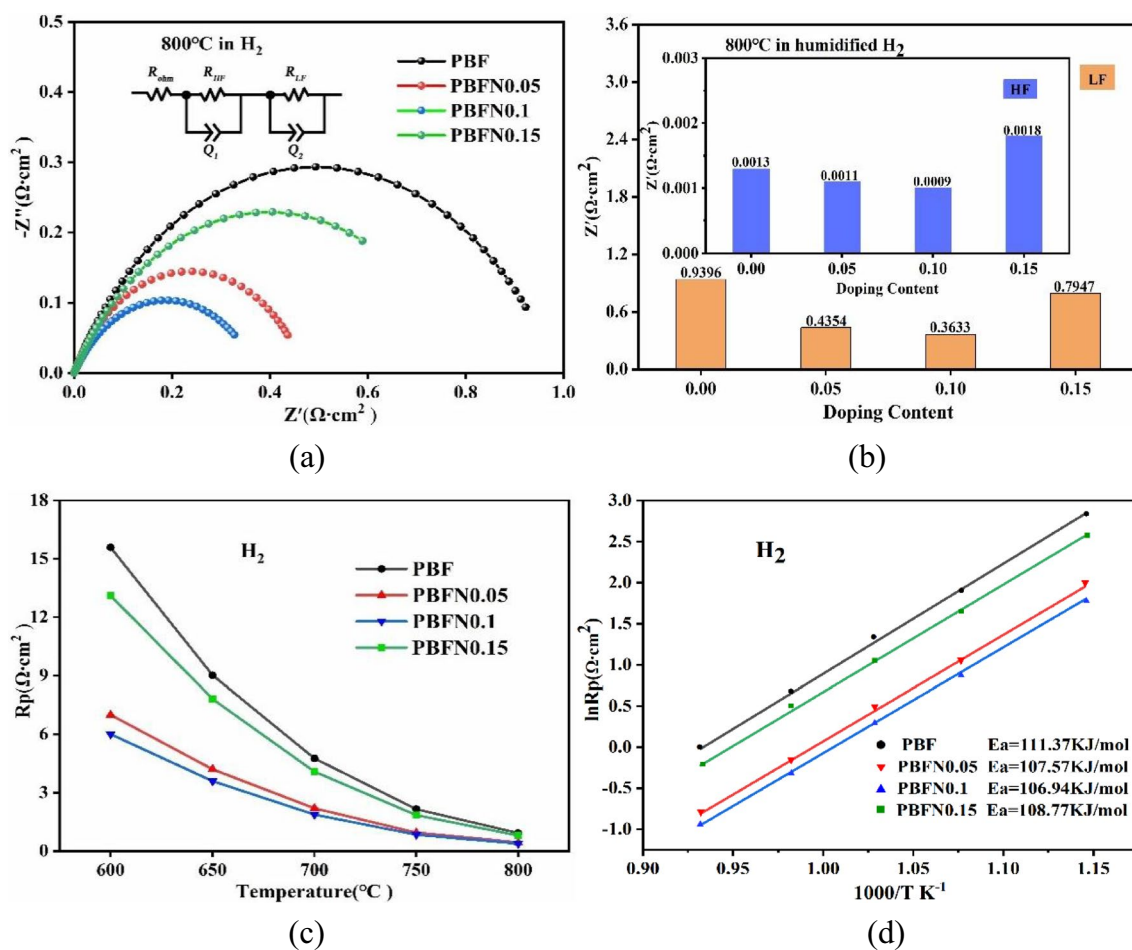 800°C in H2
Rohm RHF RLF
Q1 Q2
PBF
PBFN0.05
PBFN0.1
PBFN0.15
-Z''(Ω·cm2)
0.5
0.4
0.3
0.2
0.1
0.0
0.0 0.2 0.4 0.6 0.8 1.0
Z'(Ω·cm2 )
(a)
3.6
3.0
2.4
1.8
1.2
0.6
0.0
Z'(Ω·cm2)
800°C in humidified H2
HF
LF
0.003
0.002
0.001
0.000
Z'(Ω·cm2)
0.0013 0.0011 0.0009 0.0018
0.00 0.05 0.10 0.15
Doping Content
0.9396 0.4354 0.3633 0.7947
0.00 0.05 0.10 0.15
Doping Content
(b)
18
15
12
9
6
3
0
Rp(Ω·cm2)
H2
PBF
PBFN0.05
PBFN0.1
PBFN0.15
600 650 700 750 800
Temperature(°C )
(c)
3.0
2.5
2.0
1.5
1.0
0.5
0.0
-0.5
-1.0
lnRp(Ω·cm2)
H2
PBF Ea=111.37KJ/mol
PBFN0.05 Ea=107.57KJ/mol
PBFN0.1 Ea=106.94KJ/mol
PBFN0.15 Ea=108.77KJ/mol
0.90 0.95 1.00 1.05 1.10 1.15
1000/T K-1
(d)